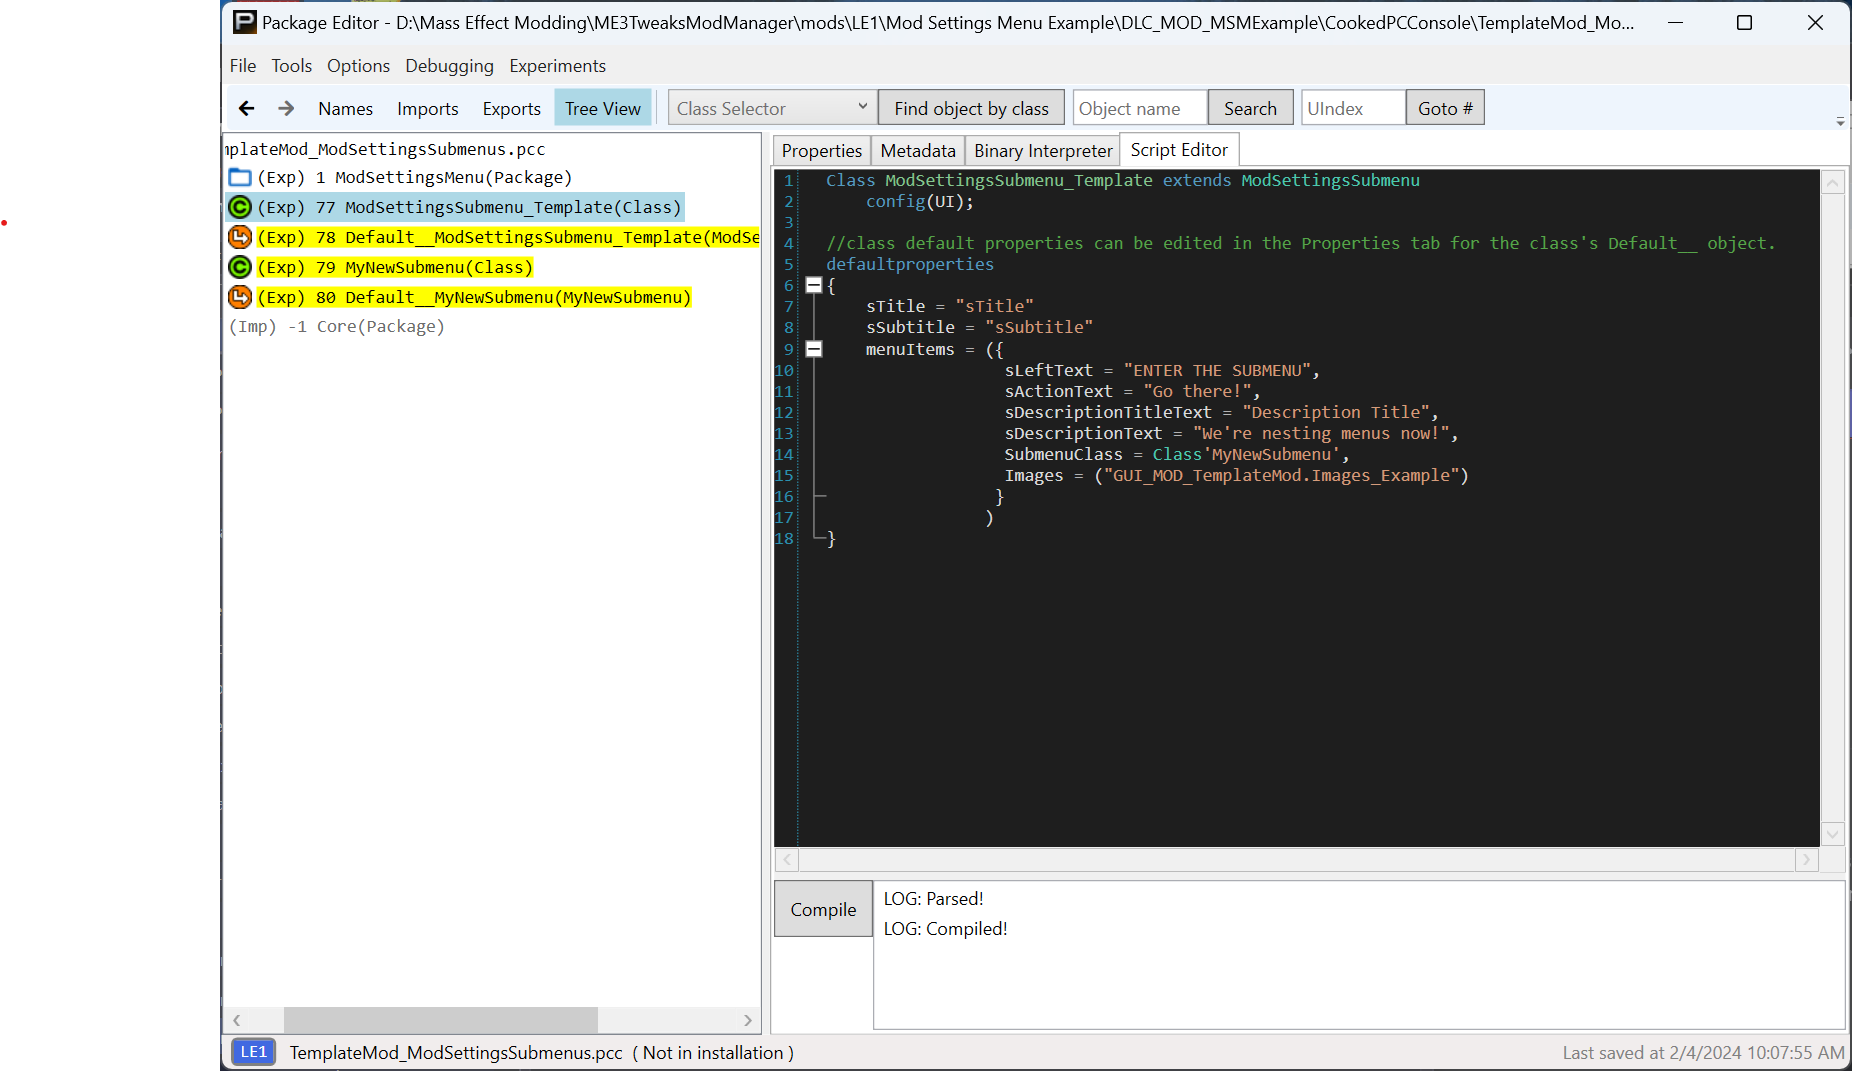 Package Editor - D:\Mass Effect Modding\ME3TweaksModManager\mods\LE1\Mod Settings Menu Example\DLC_MOD_MSMExample\CookedPCConsole\TemplateMod_Mo...
File Tools Options Debugging Experiments
Names Imports Exports Tree View Class Selector Find object by class Object name Search UIndex Goto #
mplateMod_ModSettingsSubmenus.pcc
(Exp) 1 ModSettingsMenu(Package)
(Exp) 77 ModSettingsSubmenu_Template(Class)
(Exp) 78 Default__ModSettingsSubmenu_Template(ModSe
(Exp) 79 MyNewSubmenu(Class)
(Exp) 80 Default__MyNewSubmenu(MyNewSubmenu)
(Imp) -1 Core(Package)
Properties Metadata Binary Interpreter Script Editor
1 Class ModSettingsSubmenu_Template extends ModSettingsSubmenu
2 config(UI);
3
4 //class default properties can be edited in the Properties tab for the class's Default__ object.
5 defaultproperties
6 {
7 sTitle = "sTitle"
8 sSubtitle = "sSubtitle"
9 menuItems = ({
10 sLeftText = "ENTER THE SUBMENU",
11 sActionText = "Go there!",
12 sDescriptionTitleText = "Description Title",
13 sDescriptionText = "We're nesting menus now!",
14 SubmenuClass = Class'MyNewSubmenu',
15 Images = ("GUI_MOD_TemplateMod.Images_Example")
16 }
17 )
18 }
Compile
LOG: Parsed!
LOG: Compiled!
LE1 TemplateMod_ModSettingsSubmenus.pcc ( Not in installation )
Last saved at 2/4/2024 10:07:55 AM